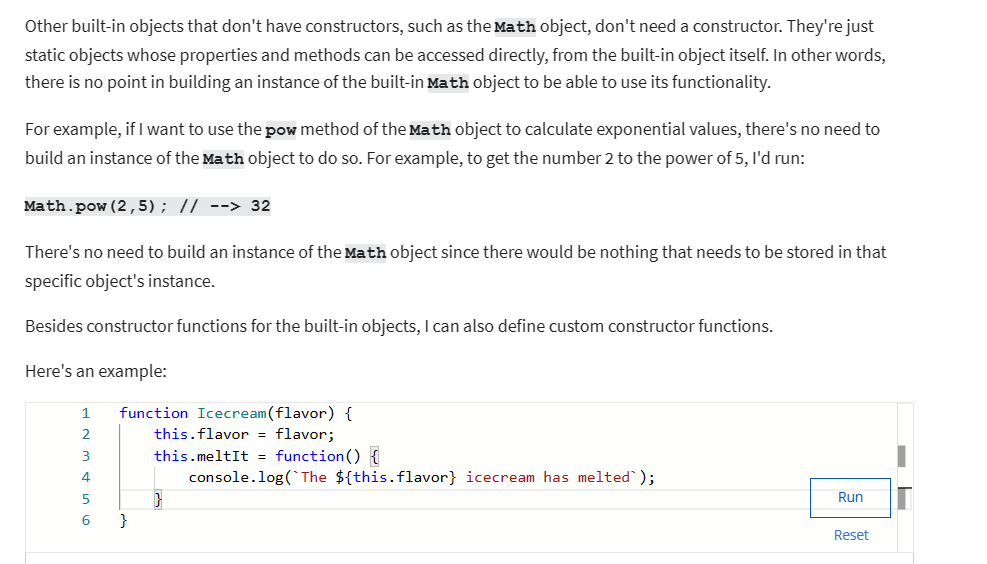 Other built-in objects that don't have constructors, such as the Math object, don't need a constructor. They're just
static objects whose properties and methods can be accessed directly, from the built-in object itself. In other words,
there is no point in building an instance of the built-in Math object to be able to use its functionality.
For example, if I want to use the pow method of the Math object to calculate exponential values, there's no need to
build an instance of the Math object to do so. For example, to get the number 2 to the power of 5, I'd run:
Math.pow(2,5); // --> 32
There's no need to build an instance of the Math object since there would be nothing that needs to be stored in that
specific object's instance.
Besides constructor functions for the built-in objects, I can also define custom constructor functions.
Here's an example:
1 function Icecream(flavor) {
2     this.flavor = flavor;
3     this.meltIt = function() {
4         console.log(`The ${this.flavor} icecream has melted`);
5     }
6 }
Run
Reset